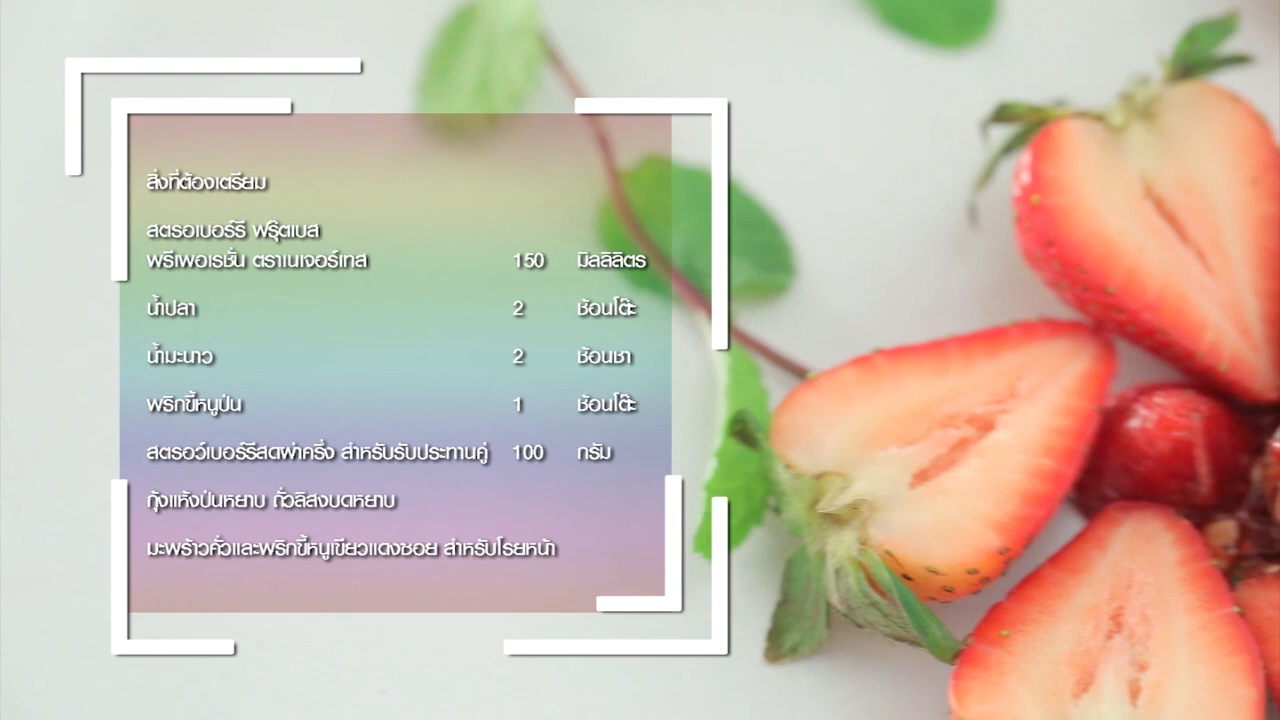 สิ่งที่ต้องเตรียม
สตรอเบอร์รี ฟรุ๊ตเบส
พรีเพอเรชั่น ตราเนเจอร์เทส 150 มิลลิลิตร
น้ำปลา 2 ช้อนโต๊ะ
น้ำมะนาว 2 ช้อนชา
พริกขี้หนูป่น 1 ช้อนโต๊ะ
สตรอว์เบอร์รีสดผ่าครึ่ง สำหรับรับประทานคู่ 100 กรัม
กุ้งแห้งป่นหยาบ ถั่วลิสงบดหยาบ
มะพร้าวคั่วและพริกขี้หนูเขียวแดงซอย สำหรับโรยหน้า